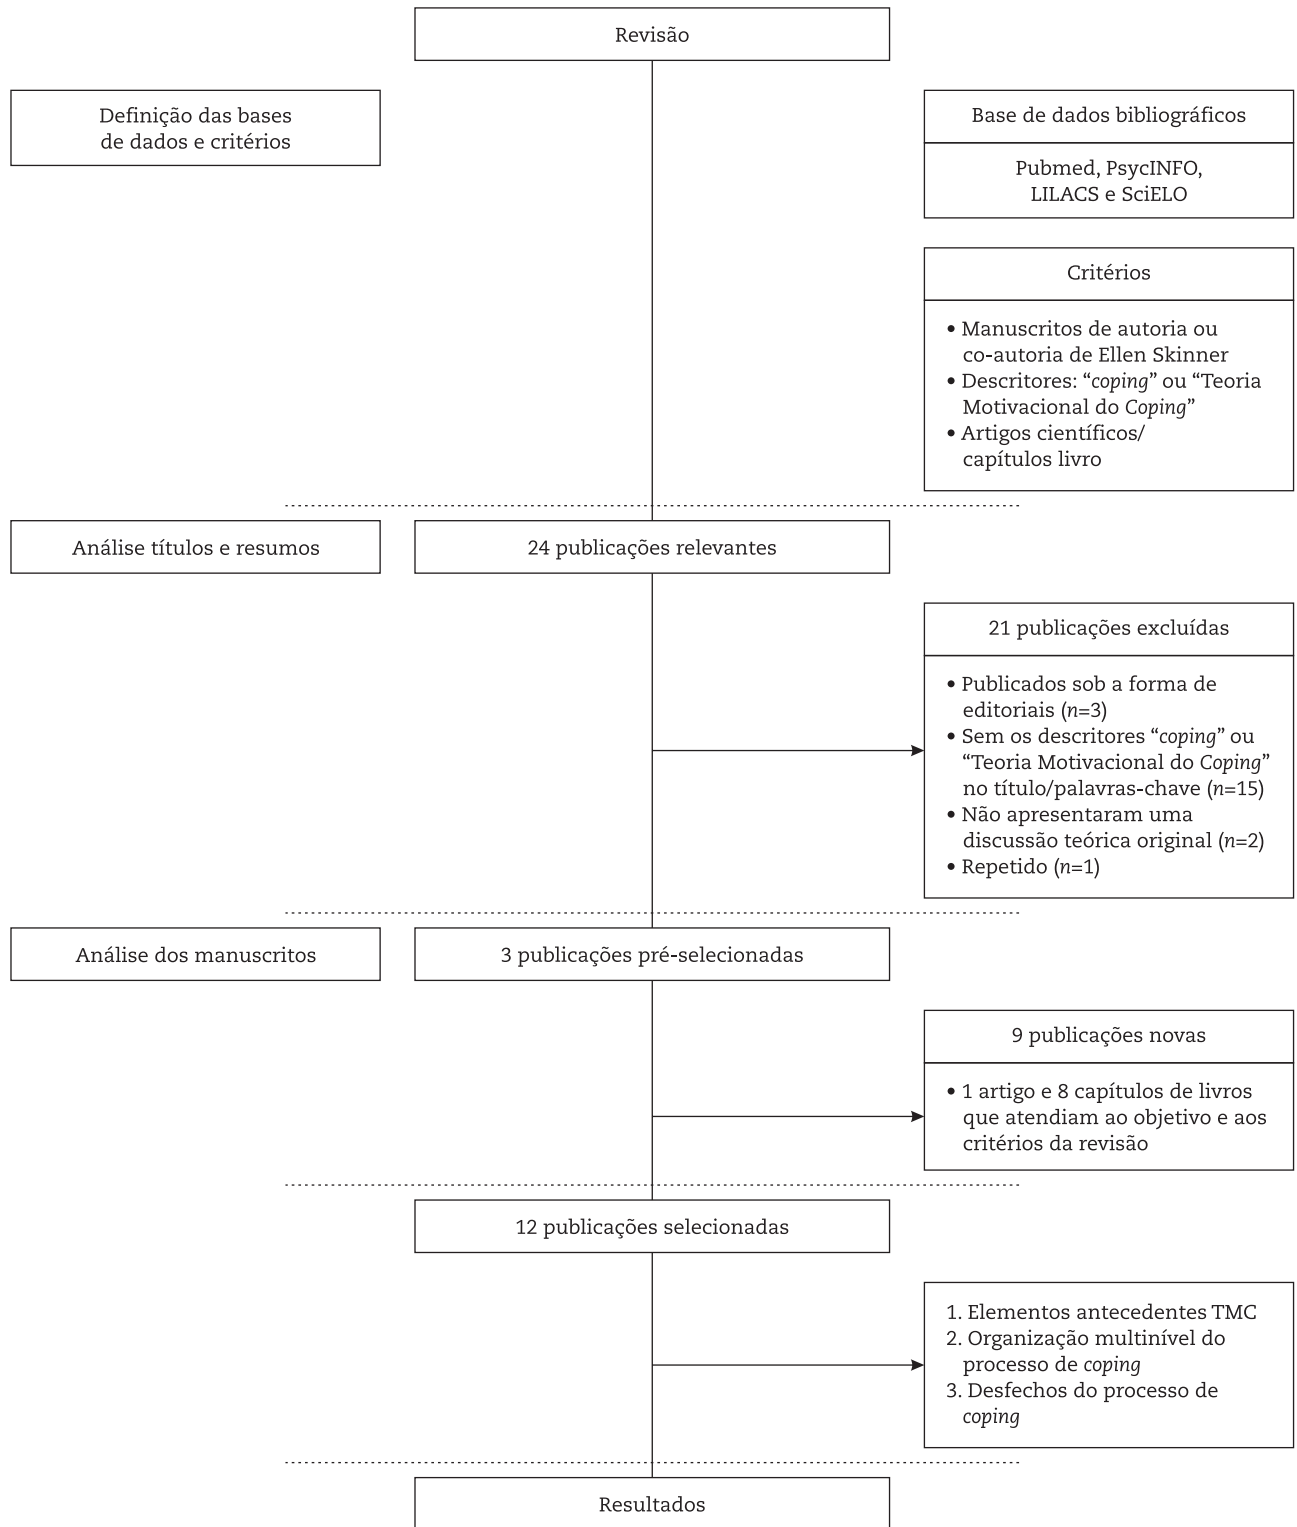 Revisão
Definição das bases
de dados e critérios
Base de dados bibliográficos
Pubmed, PsycINFO,
LILACS e SciELO
Critérios
• Manuscritos de autoria ou
co-autoria de Ellen Skinner
• Descritores: “coping” ou “Teoria
Motivacional do Coping”
• Artigos científicos/
capítulos livro
Análise títulos e resumos
24 publicações relevantes
21 publicações excluídas
• Publicados sob a forma de
editoriais (n=3)
• Sem os descritores “coping” ou
“Teoria Motivacional do Coping”
no título/palavras-chave (n=15)
• Não apresentaram uma
discussão teórica original (n=2)
• Repetido (n=1)
Análise dos manuscritos
3 publicações pré-selecionadas
9 publicações novas
• 1 artigo e 8 capítulos de livros
que atendiam ao objetivo e aos
critérios da revisão
12 publicações selecionadas
1. Elementos antecedentes TMC
2. Organização multinível do
processo de coping
3. Desfechos do processo de
coping
Resultados